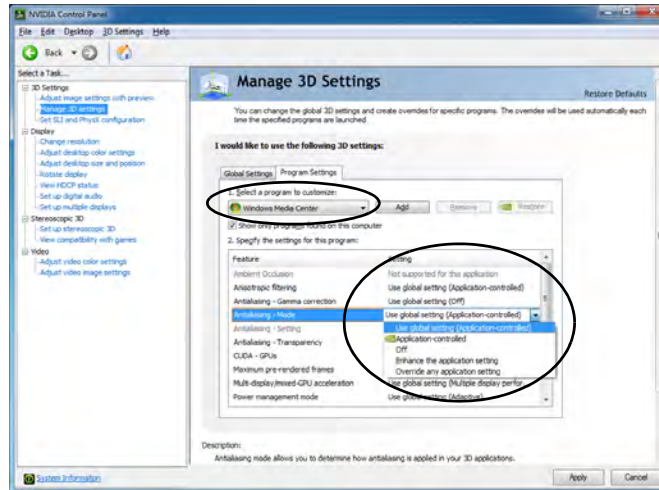 NVIDIA Control Panel
File Edit Desktop 3D Settings Help
Back
Select a Task...
3D Settings
Adjust image settings with preview
Manage 3D settings
Set SLI and PhysX configuration
Display
Change resolution
Adjust desktop color settings
Adjust desktop size and position
Rotate display
View HDCP status
Set up digital audio
Set up multiple displays
Stereoscopic 3D
Set up stereoscopic 3D
View compatibility with games
Video
Adjust video color settings
Adjust video image settings
System Information
Manage 3D Settings
Restore Defaults
You can change the global 3D settings and create overrides for specific programs. The overrides will be used automatically each
time the specified programs are launched.
I would like to use the following 3D settings:
Global Settings Program Settings
1. Select a program to customize:
Windows Media Center Add Remove Restore
Show only programs found on this computer
2. Specify the settings for this program:
Feature Setting
Ambient Occlusion Not supported for this application
Anisotropic filtering Use global setting (Application-controlled)
Antialiasing - Gamma correction Use global setting (Off)
Antialiasing - Mode Use global setting (Application-controlled)
Antialiasing - Setting Use global setting (Application-controlled)
Antialiasing - Transparency Application-controlled
Off
CUDA - GPUs Enhance the application setting
Maximum pre-rendered frames Override any application setting
Multi-display/mixed-GPU acceleration Use global setting (Multiple display perfor...
Power management mode Use global setting (Adaptive)
Description:
Antialiasing mode allows you to determine how antialiasing is applied in your 3D applications.
Apply Cancel